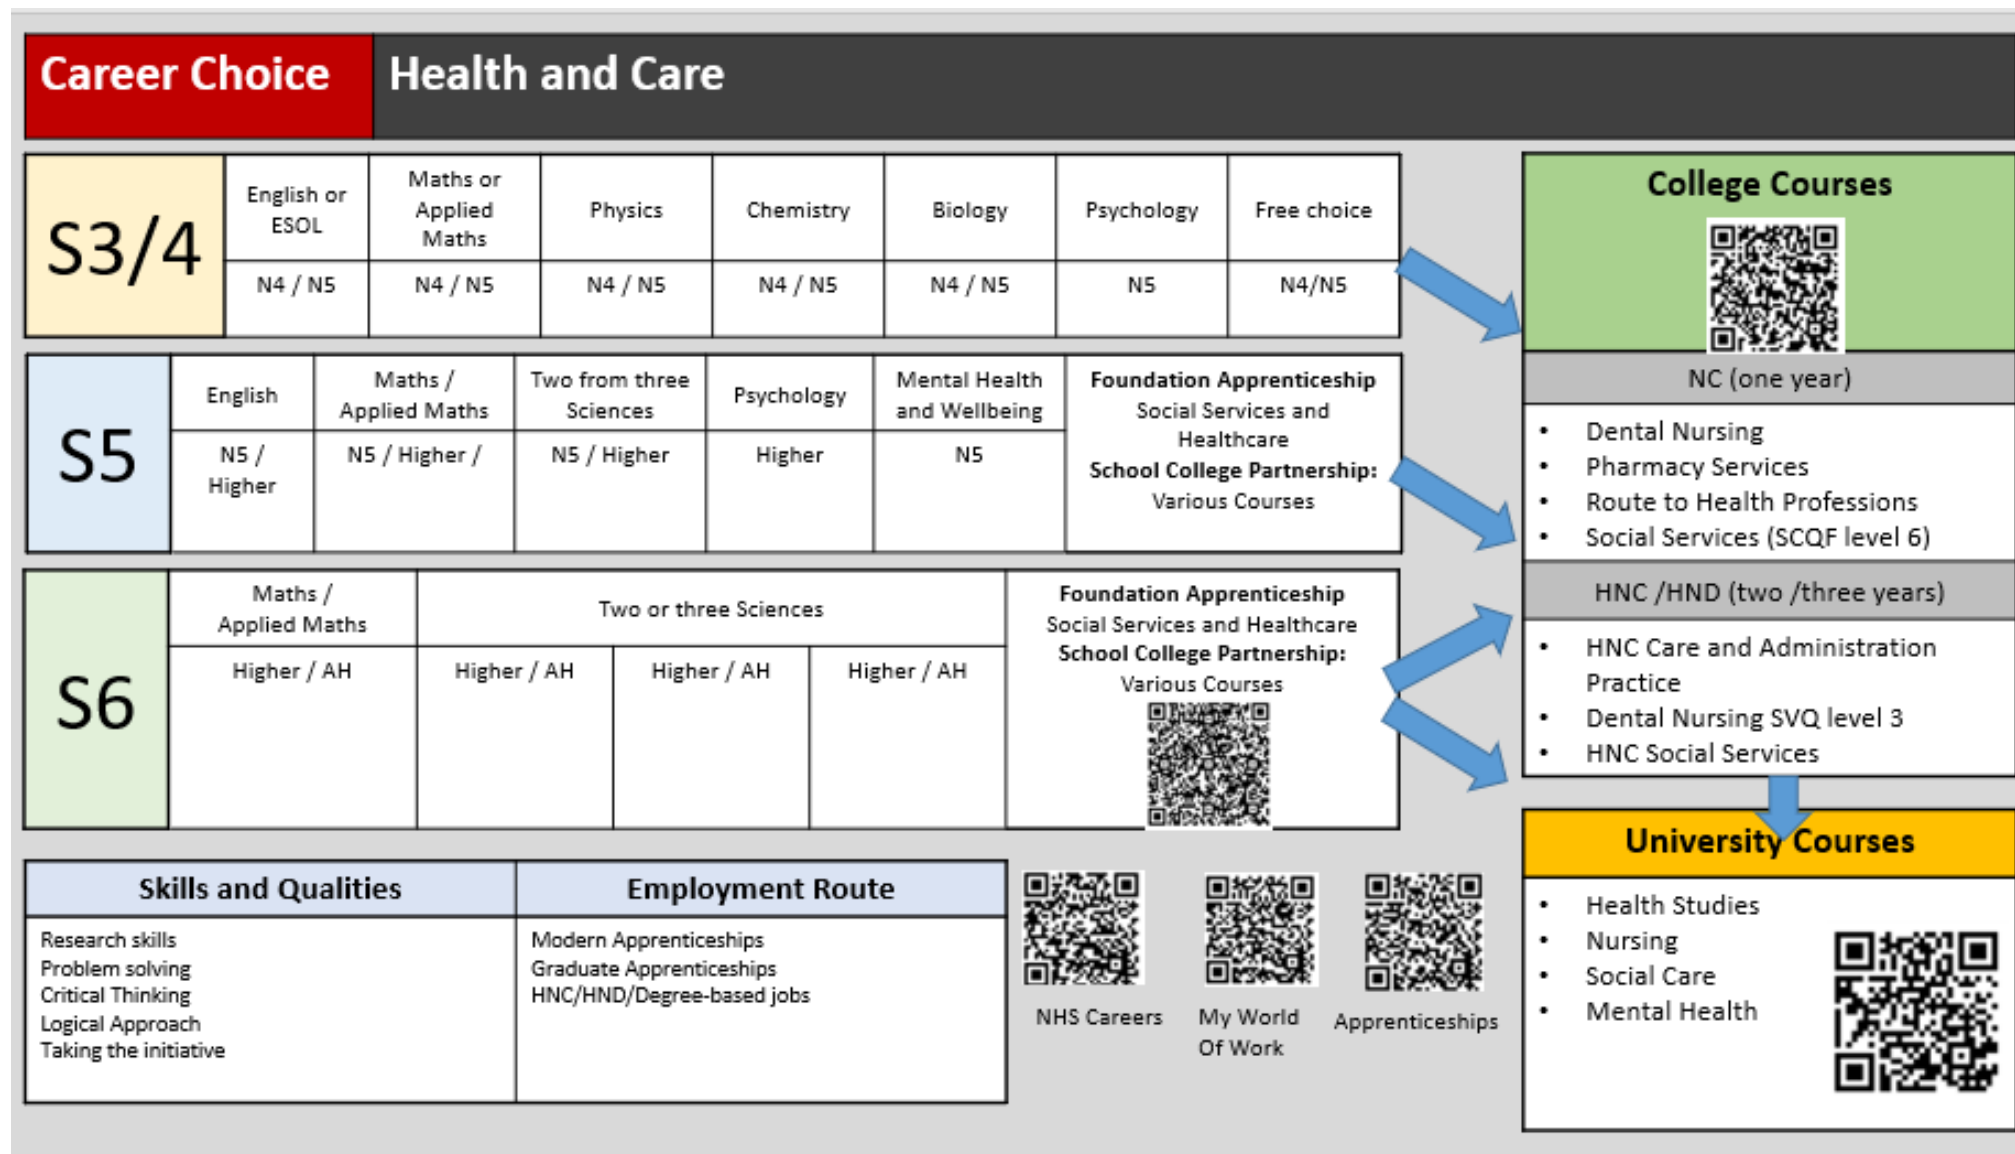 Career Choice
Health and Care
S3/4
English or
ESOL
Maths or
Applied
Maths
Physics
Chemistry
Biology
Psychology
Free choice
N4 / N5
N4 / N5
N4 / N5
N4 / N5
N4 / N5
N5
N4/N5
S5
English
Maths /
Applied Maths
Two from three
Sciences
Psychology
Mental Health
and Wellbeing
N5 /
Higher
N5 / Higher /
N5 / Higher
Higher
N5
Foundation Apprenticeship
Social Services and
Healthcare
School College Partnership:
Various Courses
S6
Maths /
Applied Maths
Two or three Sciences
Higher / AH
Higher / AH
Higher / AH
Higher / AH
Foundation Apprenticeship
Social Services and Healthcare
School College Partnership:
Various Courses
College Courses
NC (one year)
• Dental Nursing
• Pharmacy Services
• Route to Health Professions
• Social Services (SCQF level 6)
HNC /HND (two /three years)
• HNC Care and Administration
Practice
• Dental Nursing SVQ level 3
• HNC Social Services
University Courses
• Health Studies
• Nursing
• Social Care
• Mental Health
Skills and Qualities
Research skills
Problem solving
Critical Thinking
Logical Approach
Taking the initiative
Employment Route
Modern Apprenticeships
Graduate Apprenticeships
HNC/HND/Degree-based jobs
NHS Careers
My World
Of Work
Apprenticeships